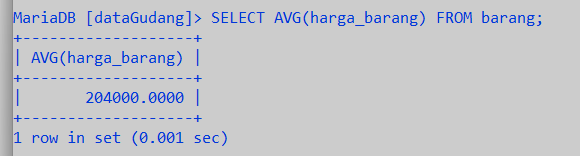 MariaDB [dataGudang]> SELECT AVG(harga_barang) FROM barang;
+-------------------+
| AVG(harga_barang) |
+-------------------+
|       204000.0000 |
+-------------------+
1 row in set (0.001 sec)